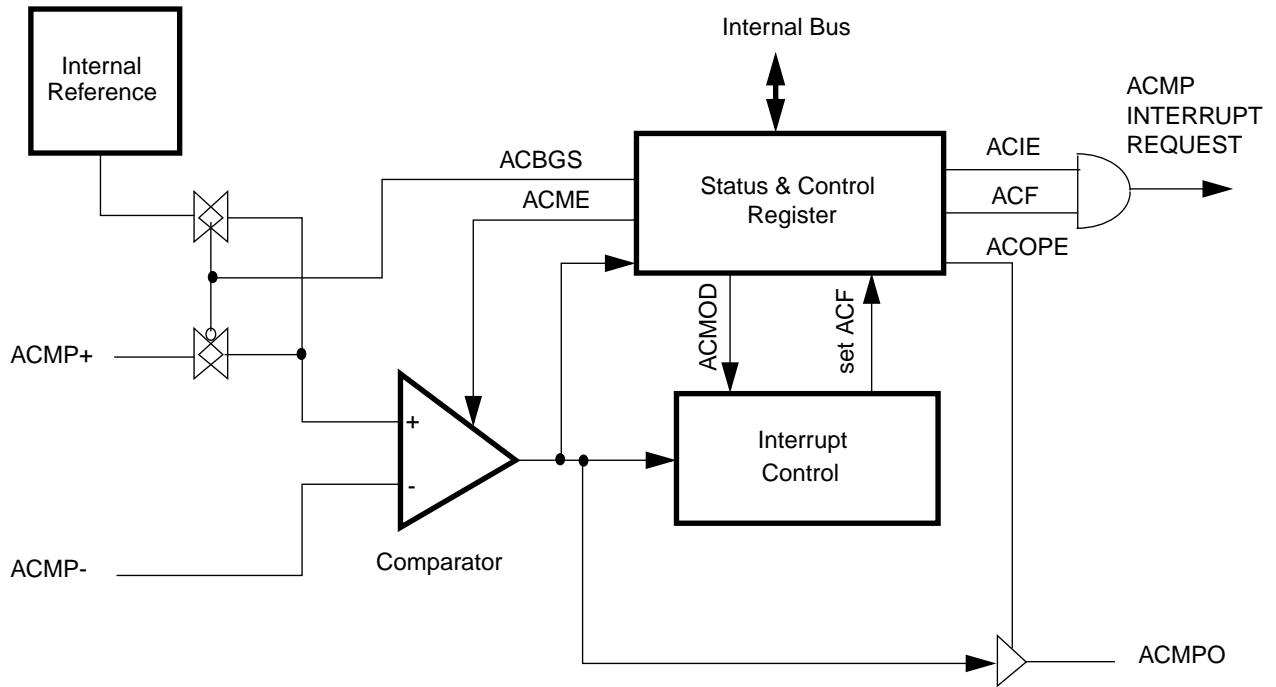 Internal Bus
Internal
Reference
ACMP
INTERRUPT
REQUEST
ACBGS
ACME
Status & Control
Register
ACIE
ACF
ACOPE
ACMOD
set ACF
ACMP+
+
-
Interrupt
Control
Comparator
ACMP-
ACMPO